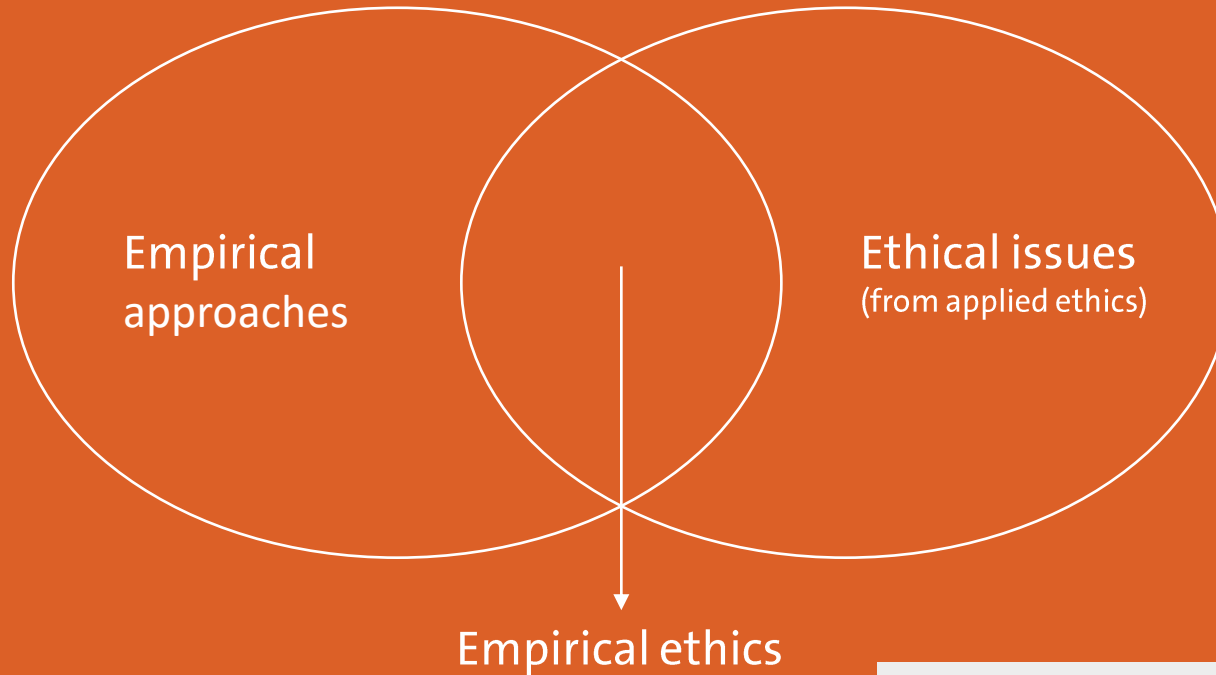 Empirical
approaches
Ethical issues
(from applied ethics)
Empirical ethics